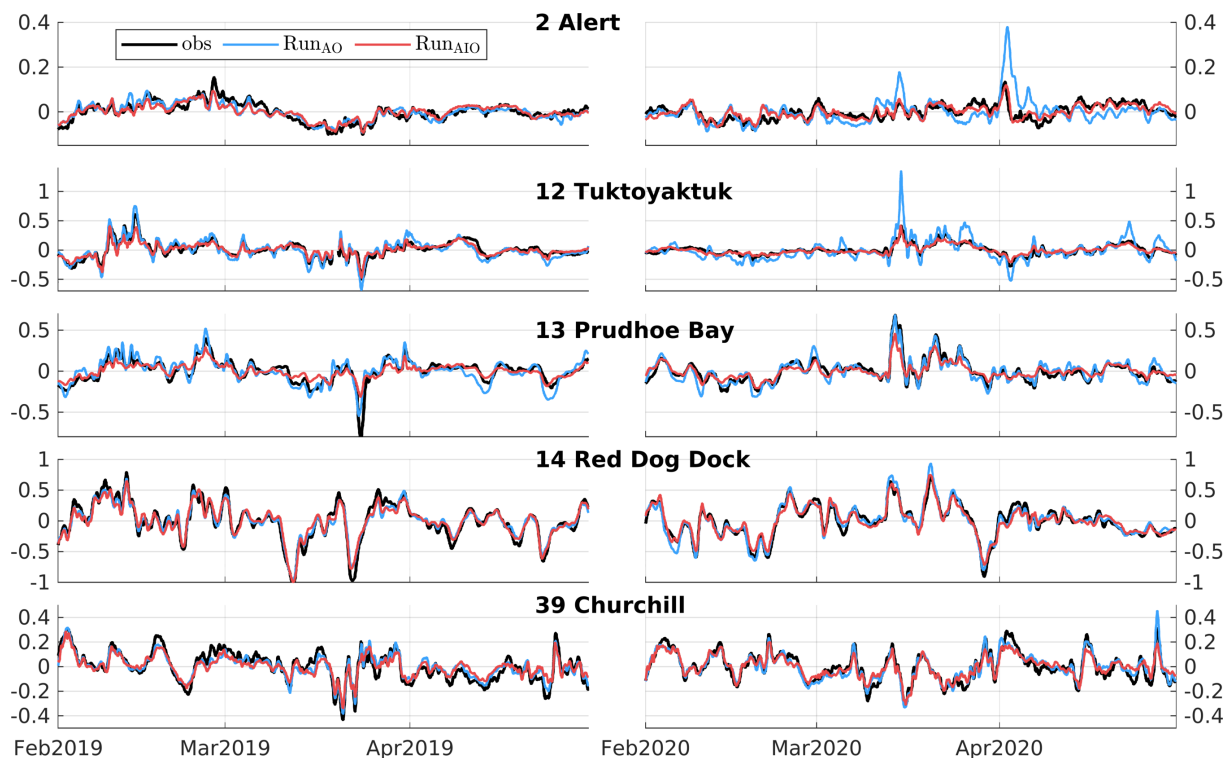 2 Alert
obs Run_AO Run_AIO
0.4 0.4
0.2 0.2
0 0
12 Tuktoyaktuk
1 1
0.5 0.5
0 0
-0.5 -0.5
13 Prudhoe Bay
0.5 0.5
0 0
-0.5 -0.5
14 Red Dog Dock
1 1
0.5 0.5
0 0
-0.5 -0.5
-1 -1
39 Churchill
0.4 0.4
0.2 0.2
0 0
-0.2 -0.2
-0.4 -0.4
Feb2019 Mar2019 Apr2019 Feb2020 Mar2020 Apr2020